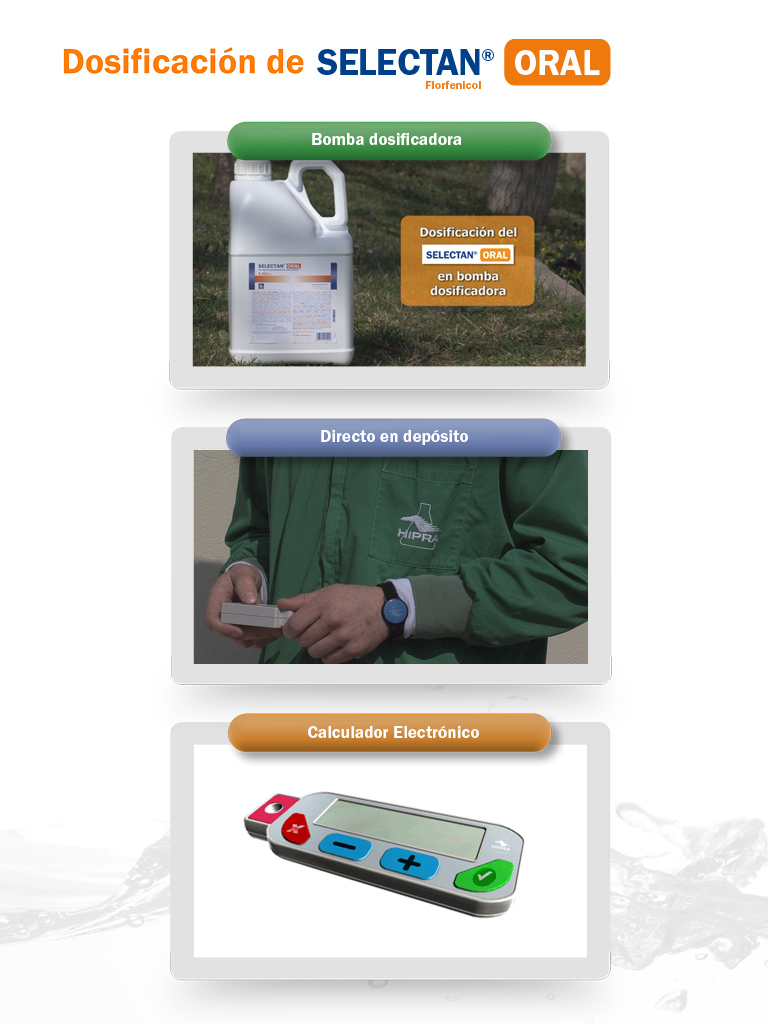 Dosificación de SELECTAN® ORAL
Florfenicol
Bomba dosificadora
SELECTAN® ORAL
Dosificación del
SELECTAN® ORAL
en bomba
dosificadora
Directo en depósito
HIPRA
Calculador Electrónico
HIPRA